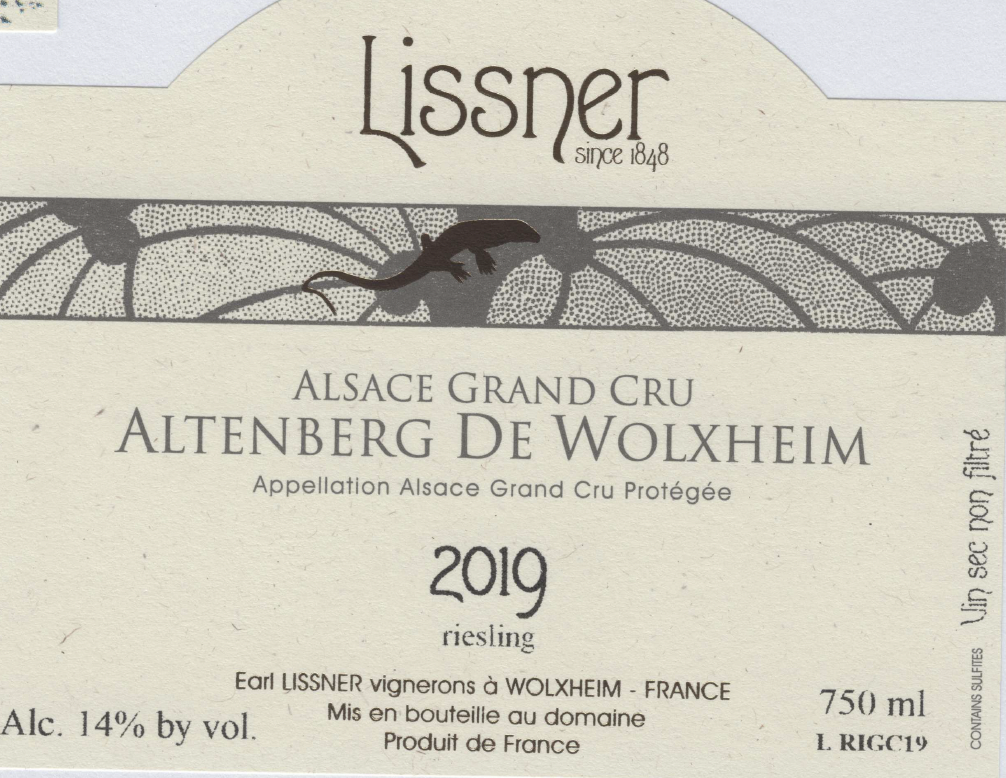 Lissner
since 1848
ALSACE GRAND CRU
ALTENBERG DE WOLXHEIM
Appellation Alsace Grand Cru Protégée
2019
riesling
Earl LISSNER vignerons à WOLXHEIM - FRANCE
Mis en bouteille au domaine
Produit de France
Alc. 14% by vol.
750 ml
L RIGC19
CONTAINS SULFITES
Vin sec non filtré